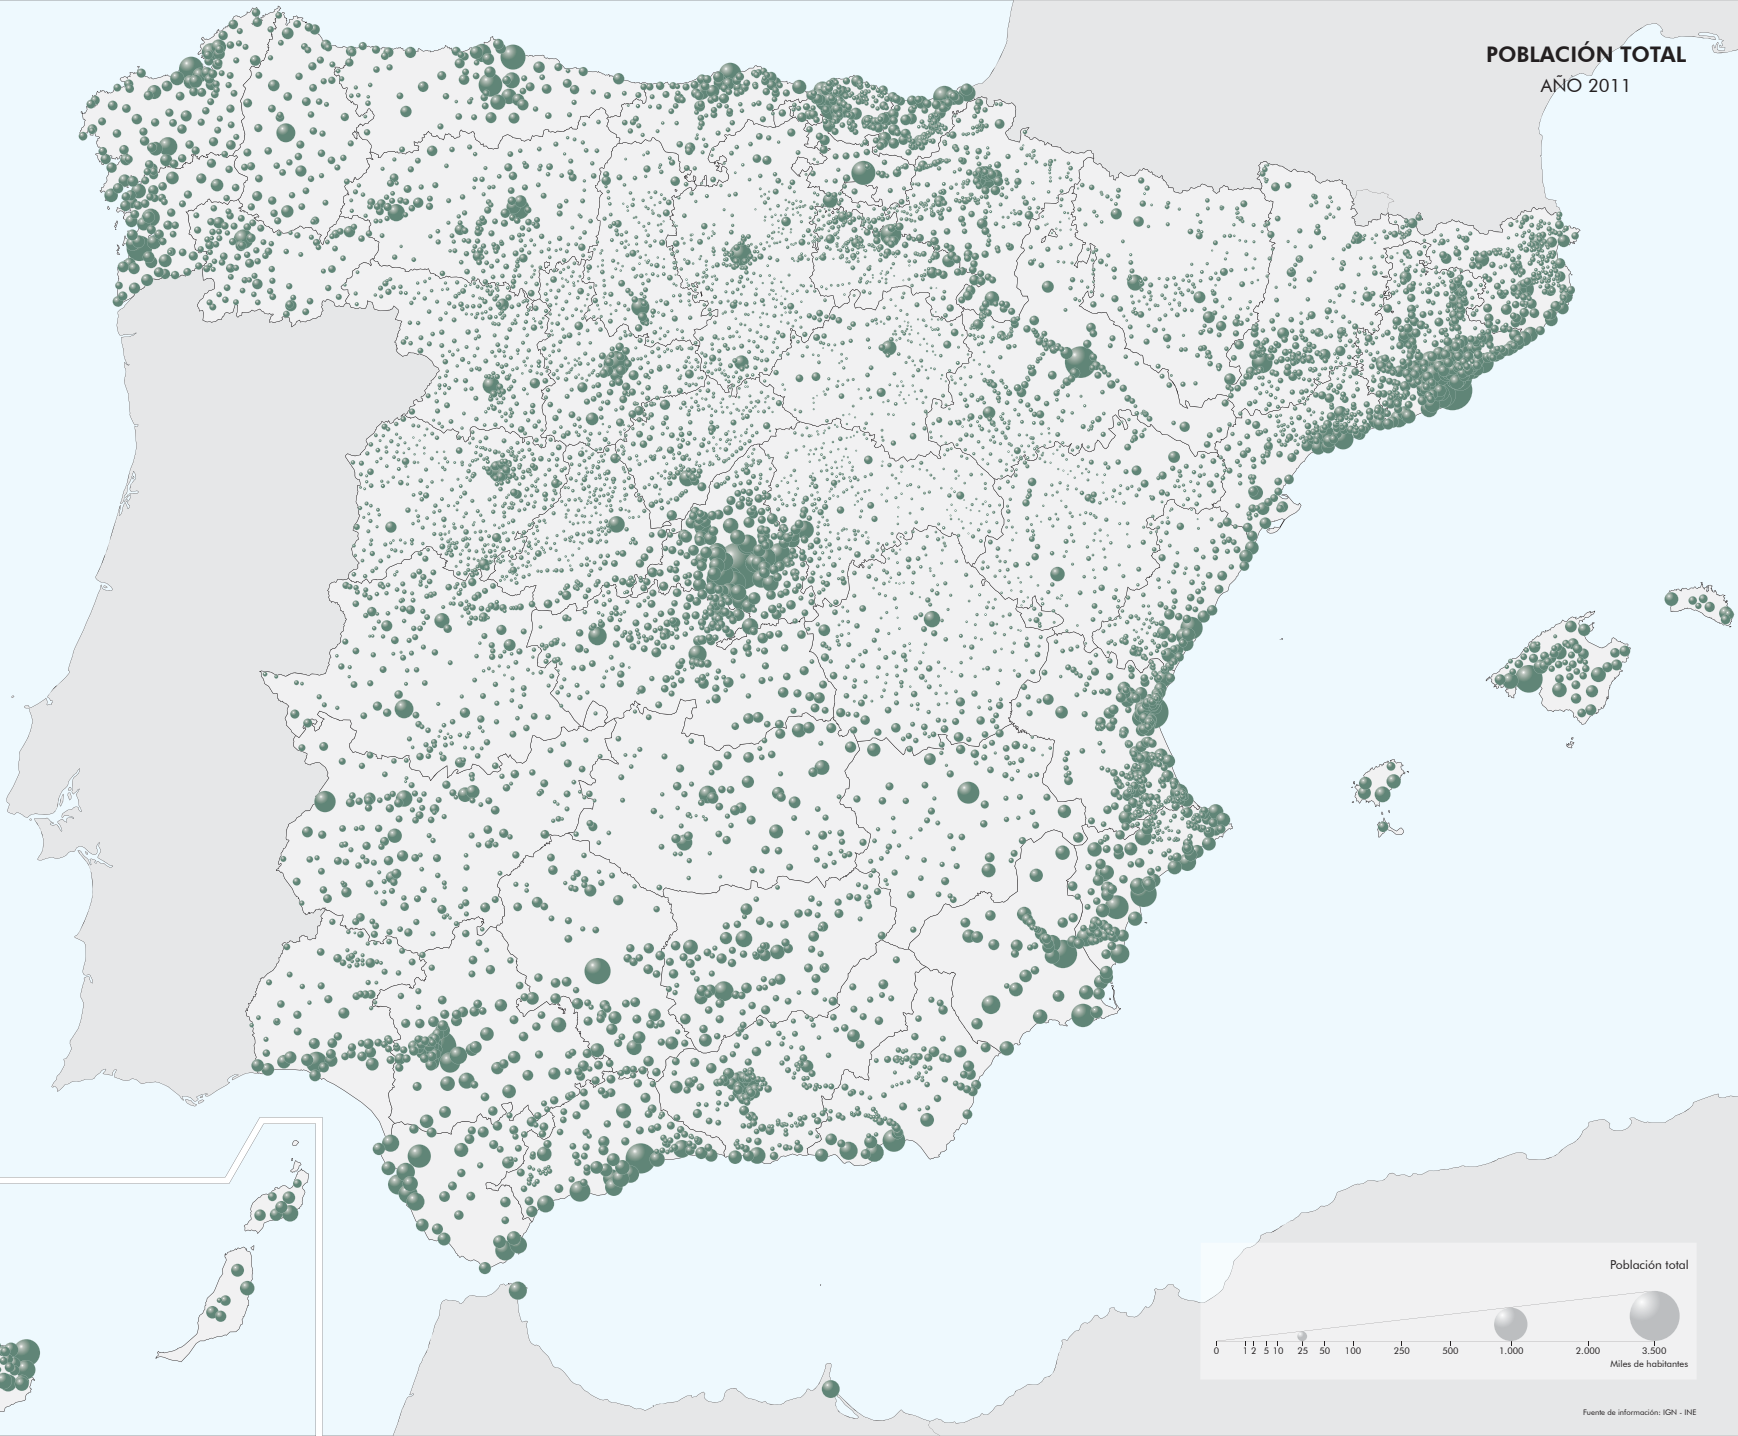 POBLACIÓN TOTAL
AÑO 2011
Población total
0 1 2 5 10 25 50 100 250 500 1.000 2.000 3.500
Miles de habitantes
Fuente de información: IGN - INE